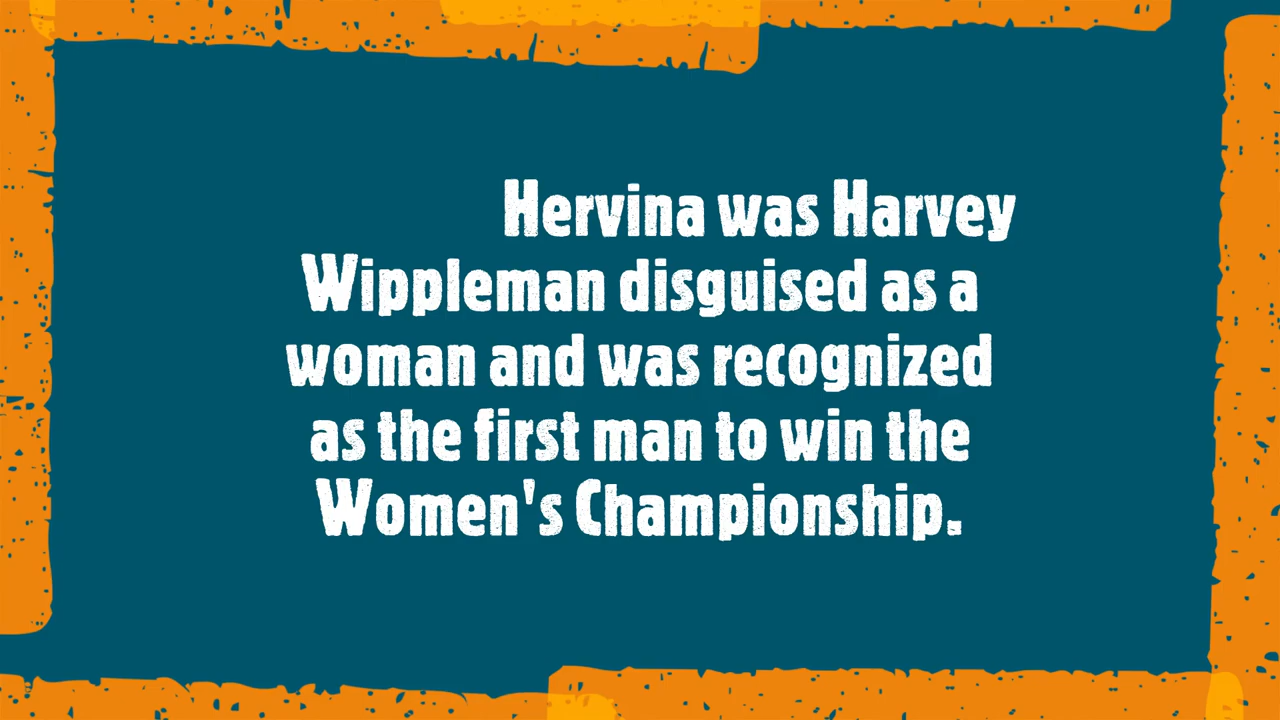 Hervina was Harvey
Wippleman disguised as a
woman and was recognized
as the first man to win the
Women's Championship.